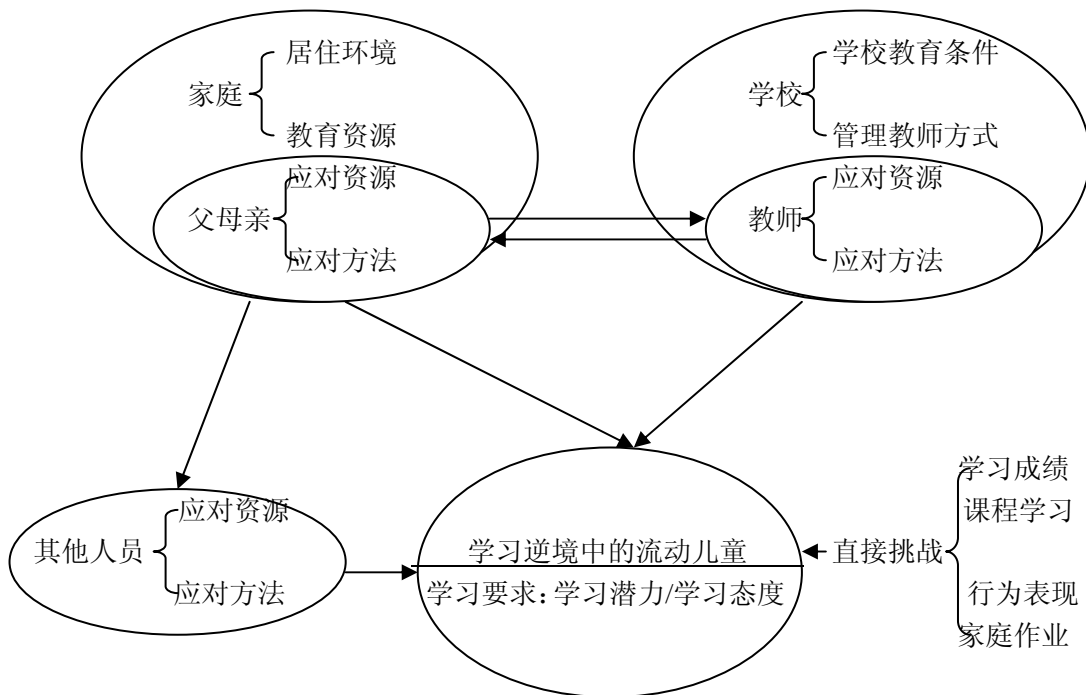 居住环境
家庭
教育资源
应对资源
父母亲
应对方法
学校教育条件
学校
管理教师方式
应对资源
教师
应对方法
应对资源
其他人员
应对方法
学习逆境中的流动儿童
学习要求：学习潜力/学习态度
学习成绩
课程学习
直接挑战
行为表现
家庭作业